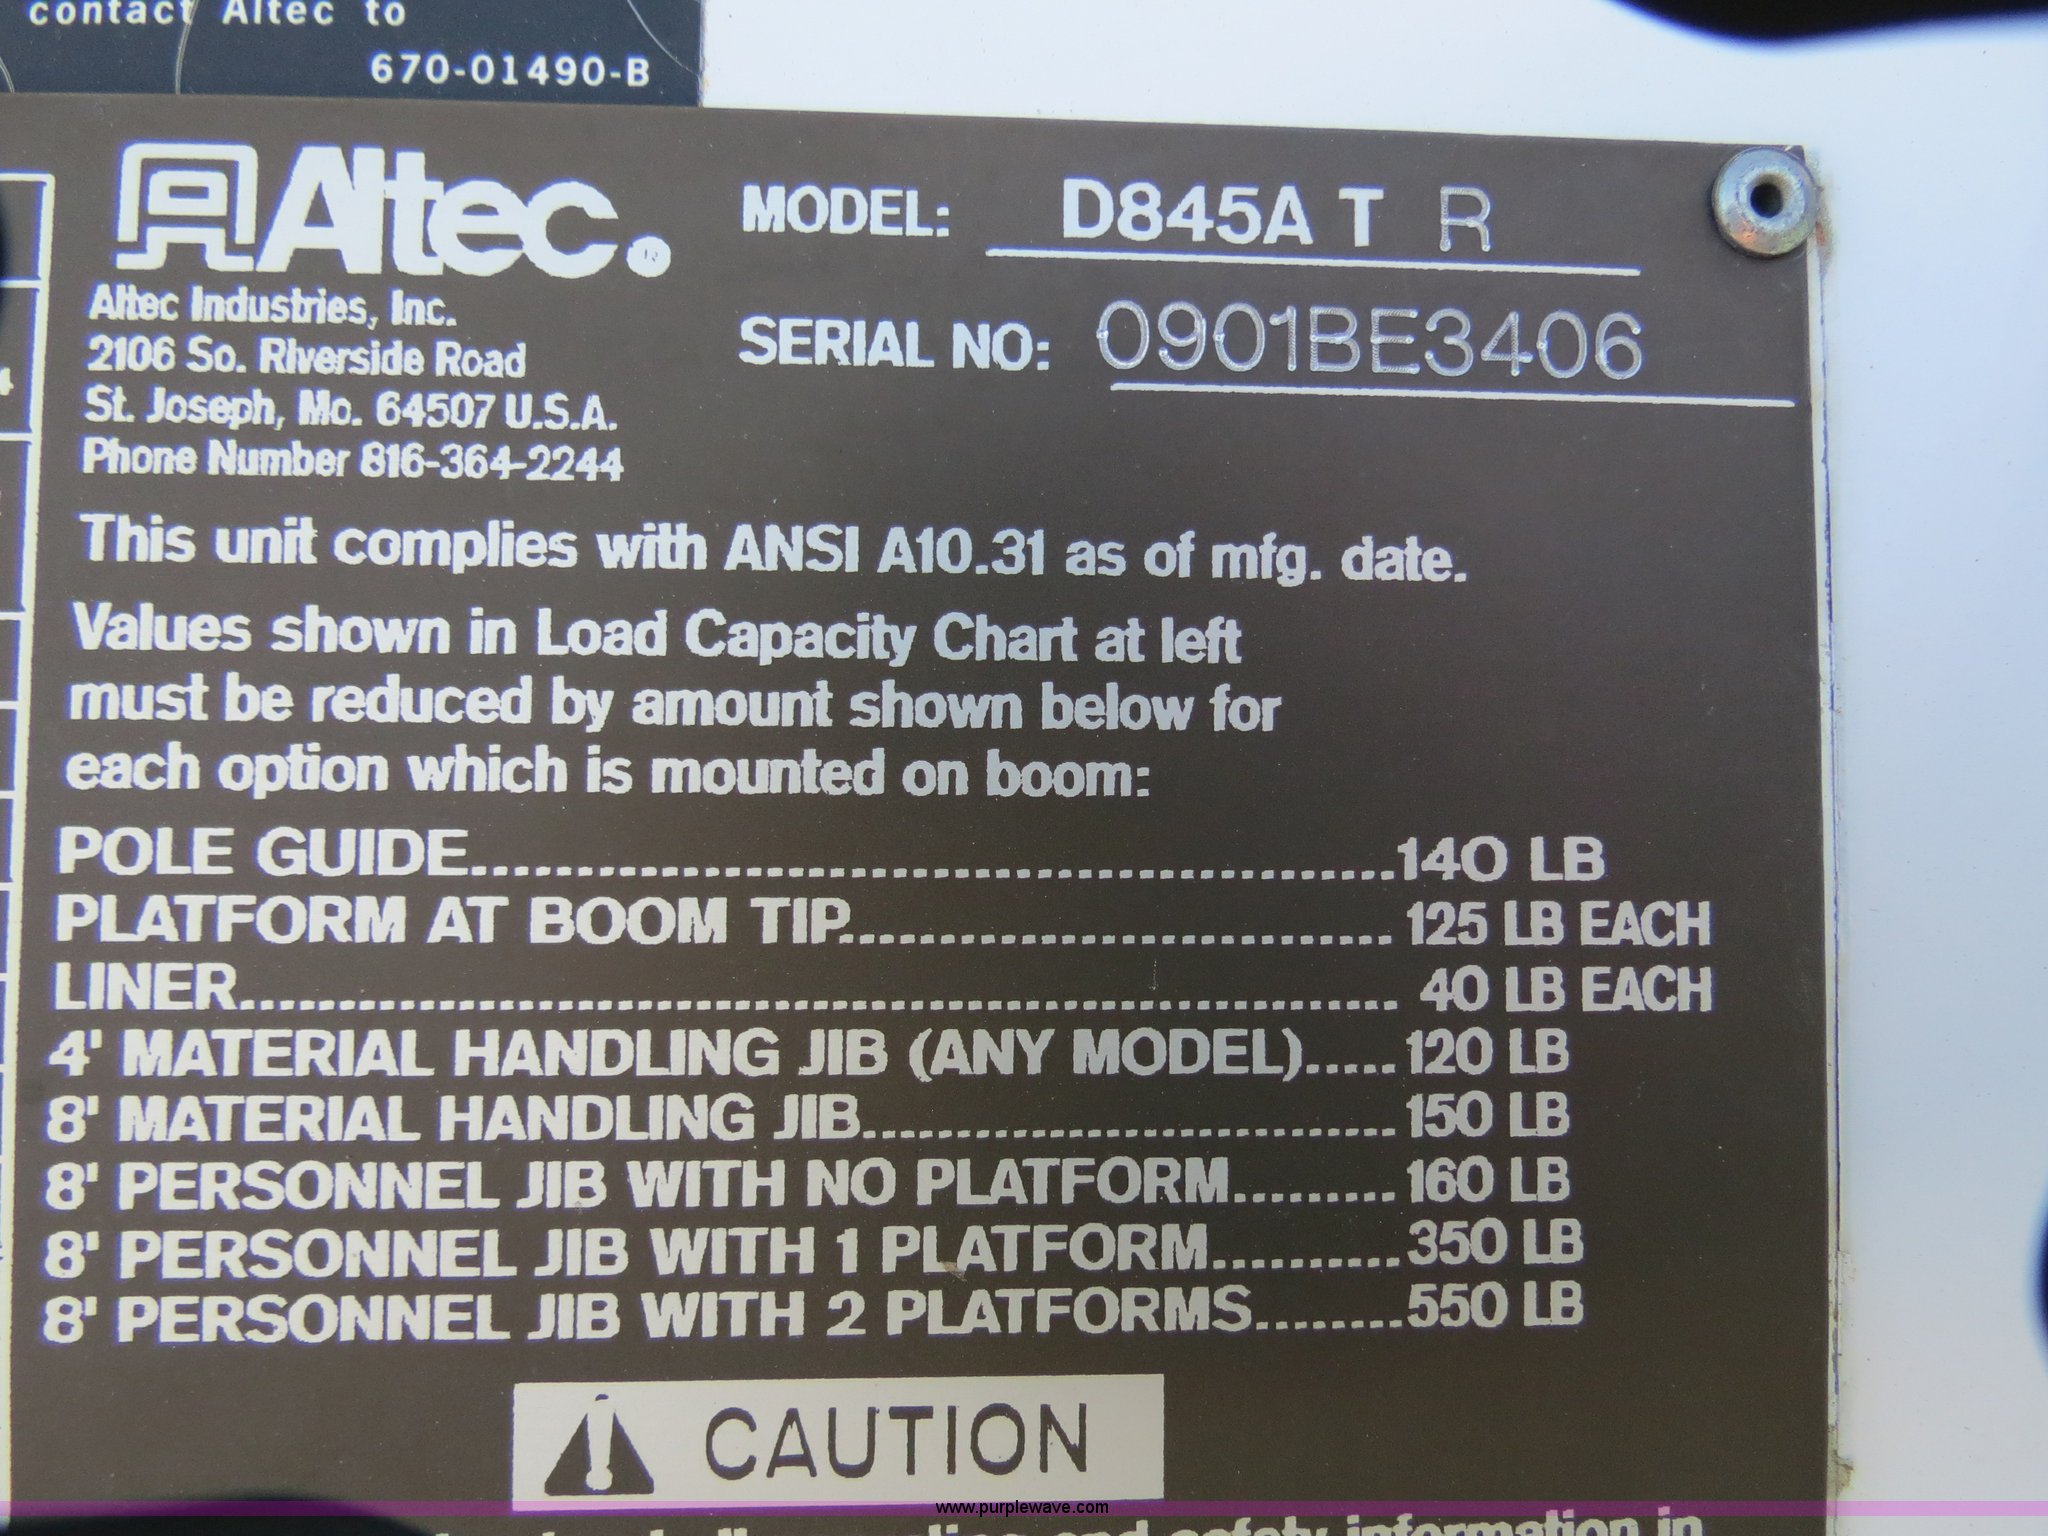 contact Altec to
670-01490-B
Altec®
MODEL: D845A T R
SERIAL NO: 0901BE3406
Altec Industries, Inc.
2106 So. Riverside Road
St. Joseph, Mo. 64507 U.S.A.
Phone Number 816-364-2244
This unit complies with ANSI A10.31 as of mfg. date.
Values shown in Load Capacity Chart at left
must be reduced by amount shown below for
each option which is mounted on boom:
POLE GUIDE..........140 LB
PLATFORM AT BOOM TIP..........125 LB EACH
LINER..........40 LB EACH
4' MATERIAL HANDLING JIB (ANY MODEL).....120 LB
8' MATERIAL HANDLING JIB..........150 LB
8' PERSONNEL JIB WITH NO PLATFORM.........160 LB
8' PERSONNEL JIB WITH 1 PLATFORM..........350 LB
8' PERSONNEL JIB WITH 2 PLATFORMS........550 LB
CAUTION
www.purplewave.com
and safety information in